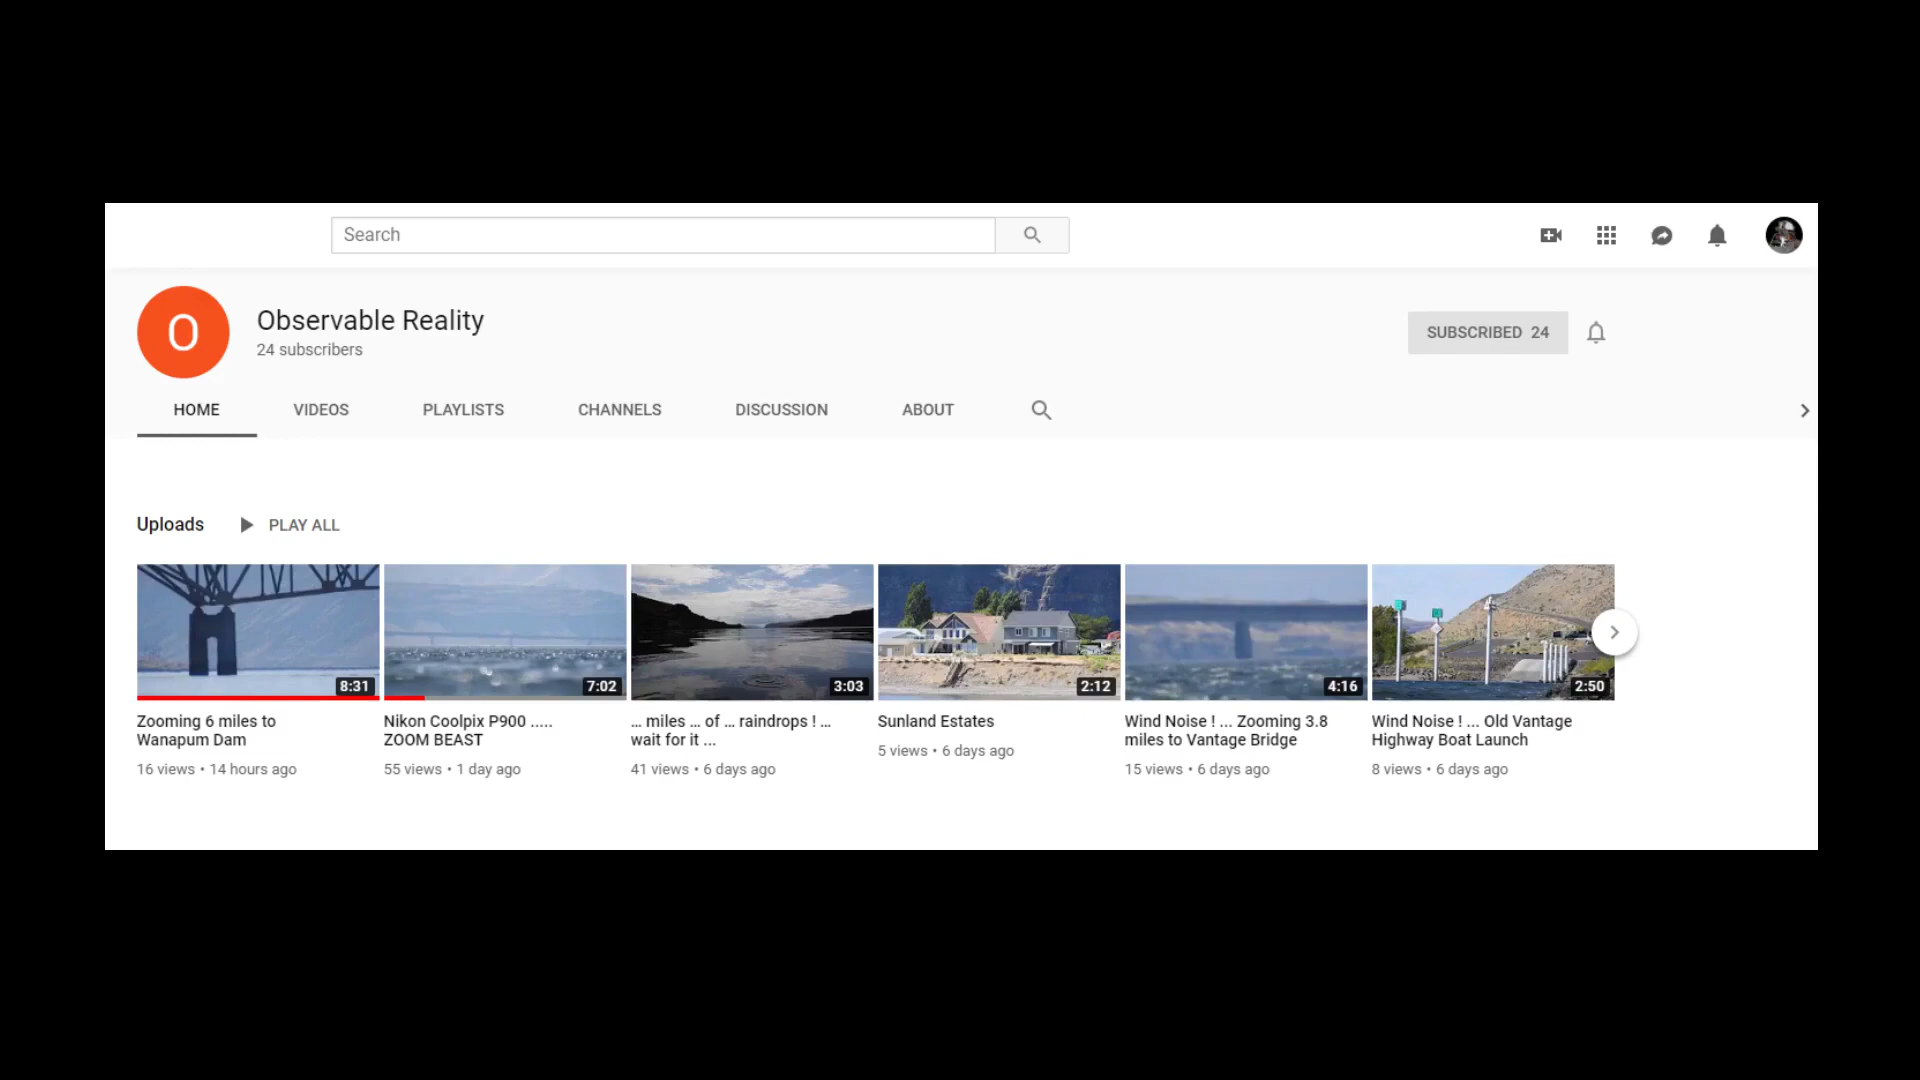 Search
O
Observable Reality
24 subscribers
SUBSCRIBED 24
HOME VIDEOS PLAYLISTS CHANNELS DISCUSSION ABOUT
Uploads PLAY ALL
8:31
7:02
3:03
2:12
4:16
2:50
Zooming 6 miles to
Wanapum Dam
16 views • 14 hours ago
Nikon Coolpix P900 .....
ZOOM BEAST
55 views • 1 day ago
... miles ... of ... raindrops ! ...
wait for it ...
41 views • 6 days ago
Sunland Estates
5 views • 6 days ago
Wind Noise ! ... Zooming 3.8
miles to Vantage Bridge
15 views • 6 days ago
Wind Noise ! ... Old Vantage
Highway Boat Launch
8 views • 6 days ago